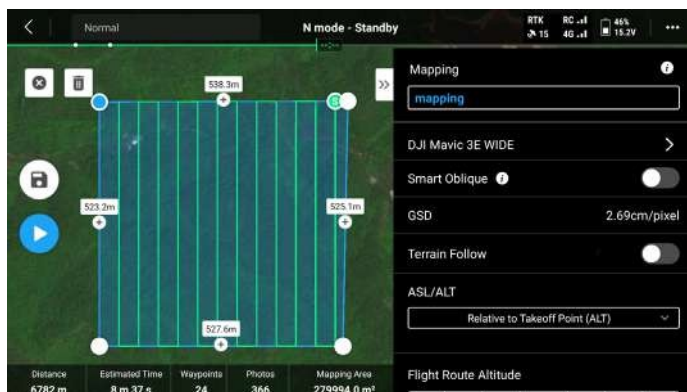 Normal
N mode - Standby
RTK
15
RC
4G
46%
15.2V
Mapping
mapping
DJI Mavic 3E WIDE
Smart Oblique
GSD
2.69cm/pixel
Terrain Follow
ASL/ALT
Relative to Takeoff Point (ALT)
Flight Route Altitude
538.3m
S
523.2m
525.1m
527.6m
Distance
Estimated Time
Waypoints
Photos
Mapping Area
6782 m
8 m 37 s
24
366
279994.0 m²